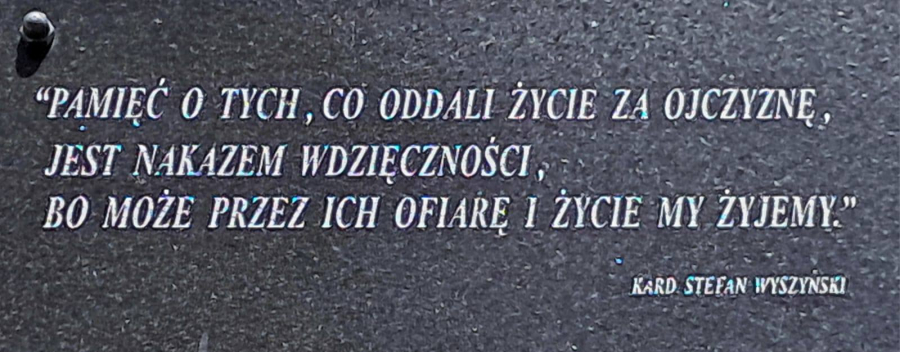 “PAMIĘĆ O TYCH, CO ODDALI ŻYCIE ZA OJCZYZNĘ,
JEST NAKAZEM WDZIĘCZNOŚCI,
BO MOŻE PRZEZ ICH OFIARĘ I ŻYCIE MY ŻYJEMY.”
KARD. STEFAN WYSZYŃSKI